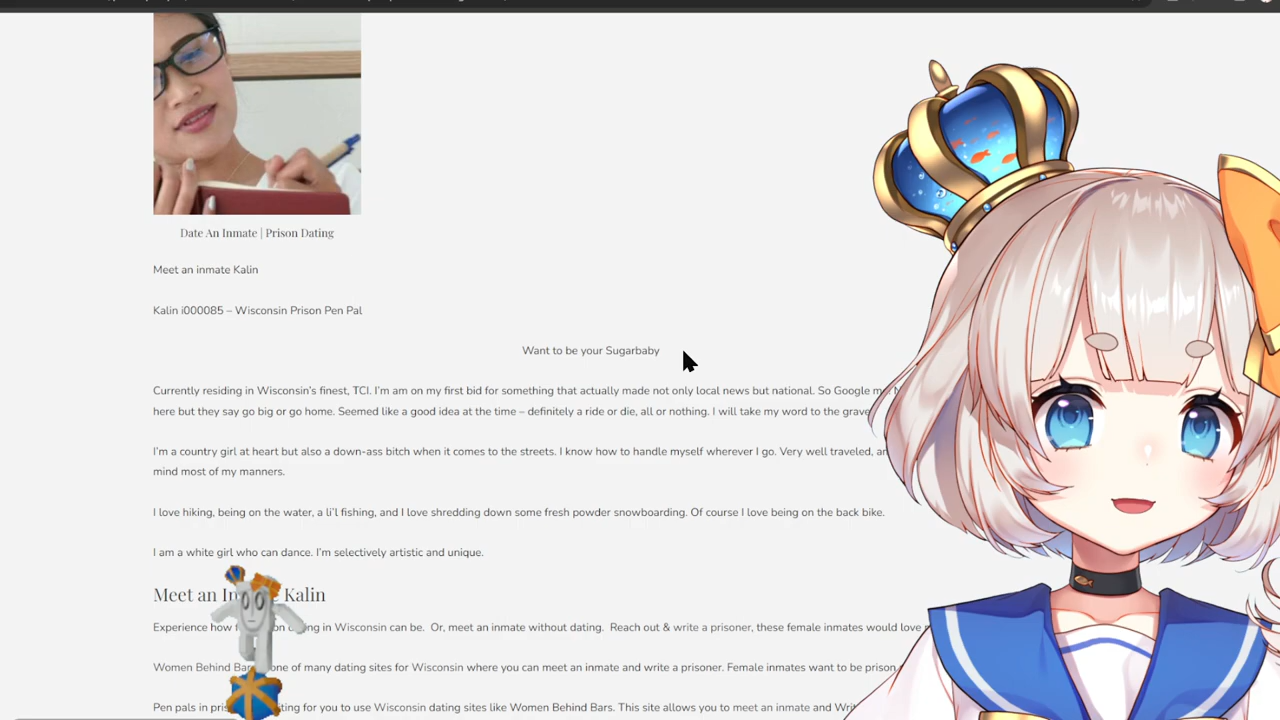 Date An Inmate | Prison Dating
Meet an inmate Kalin
Kalin i000085 – Wisconsin Prison Pen Pal
Want to be your Sugarbaby
Currently residing in Wisconsin's finest, TCI. I'm am on my first bid for something that actually made not only local news but national. So Google me
here but they say go big or go home. Seemed like a good idea at the time – definitely a ride or die, all or nothing. I will take my word to the grave
I'm a country girl at heart but also a down-ass bitch when it comes to the streets. I know how to handle myself wherever I go. Very well traveled,
mind most of my manners.
I love hiking, being on the water, a li'l fishing, and I love shredding down some fresh powder snowboarding. Of course I love being on the back bike.
I am a white girl who can dance. I'm selectively artistic and unique.
Meet an Kalin
Experience how in Wisconsin can be. Or, meet an inmate without dating. Reach out & write a prisoner, these female inmates would love
Women Behind one of many dating sites for Wisconsin where you can meet an inmate and write a prisoner. Female inmates want to be prison
Pen pals in for you to use Wisconsin dating sites like Women Behind Bars. This site allows you to meet an inmate and